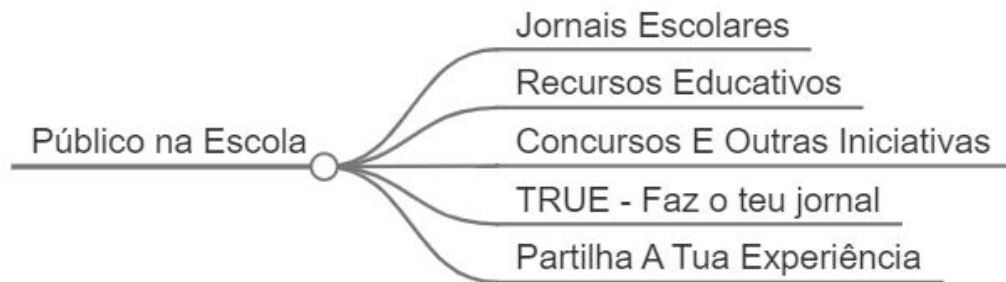 Jornais Escolares
Recursos Educativos
Público na Escola
Concursos E Outras Iniciativas
TRUE - Faz o teu jornal
Partilha A Tua Experiência